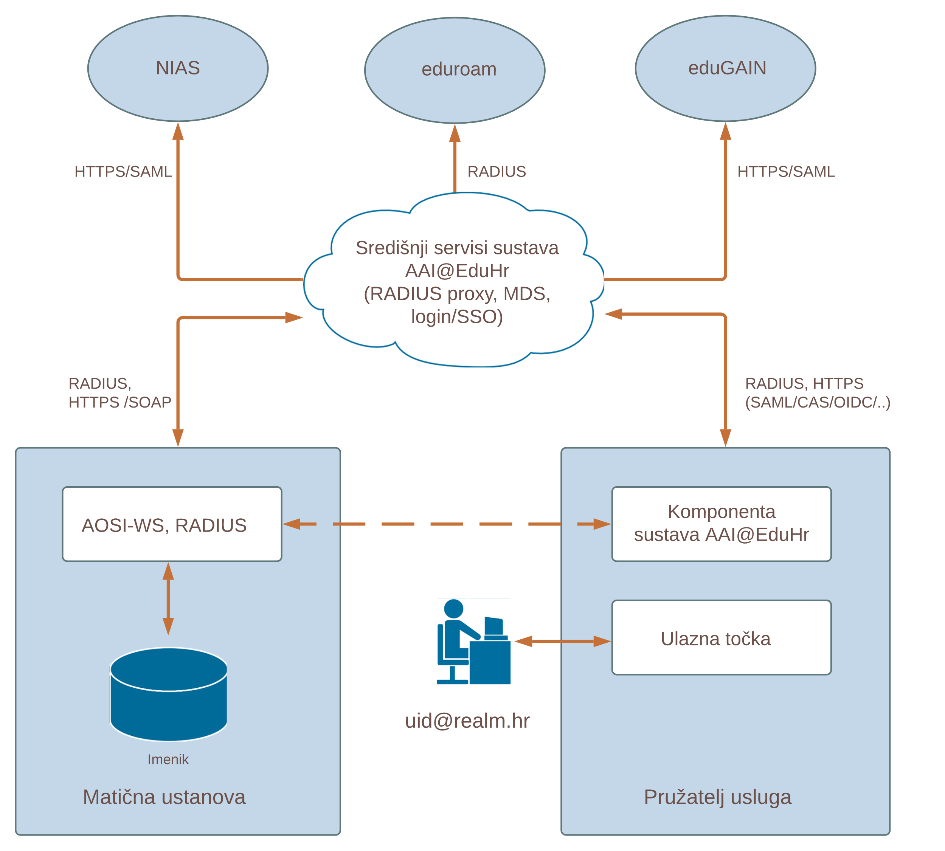 NIAS
eduroam
eduGAIN
HTTPS/SAML
RADIUS
HTTPS/SAML
Središnji servisi sustava
AAI@EduHr
(RADIUS proxy, MDS,
login/SSO)
RADIUS,
HTTPS /SOAP
RADIUS, HTTPS
(SAML/CAS/OIDC/..)
AOSI-WS, RADIUS
Komponenta
sustava AAI@EduHr
Ulazna točka
uid@realm.hr
Imenik
Matična ustanova
Pružatelj usluga